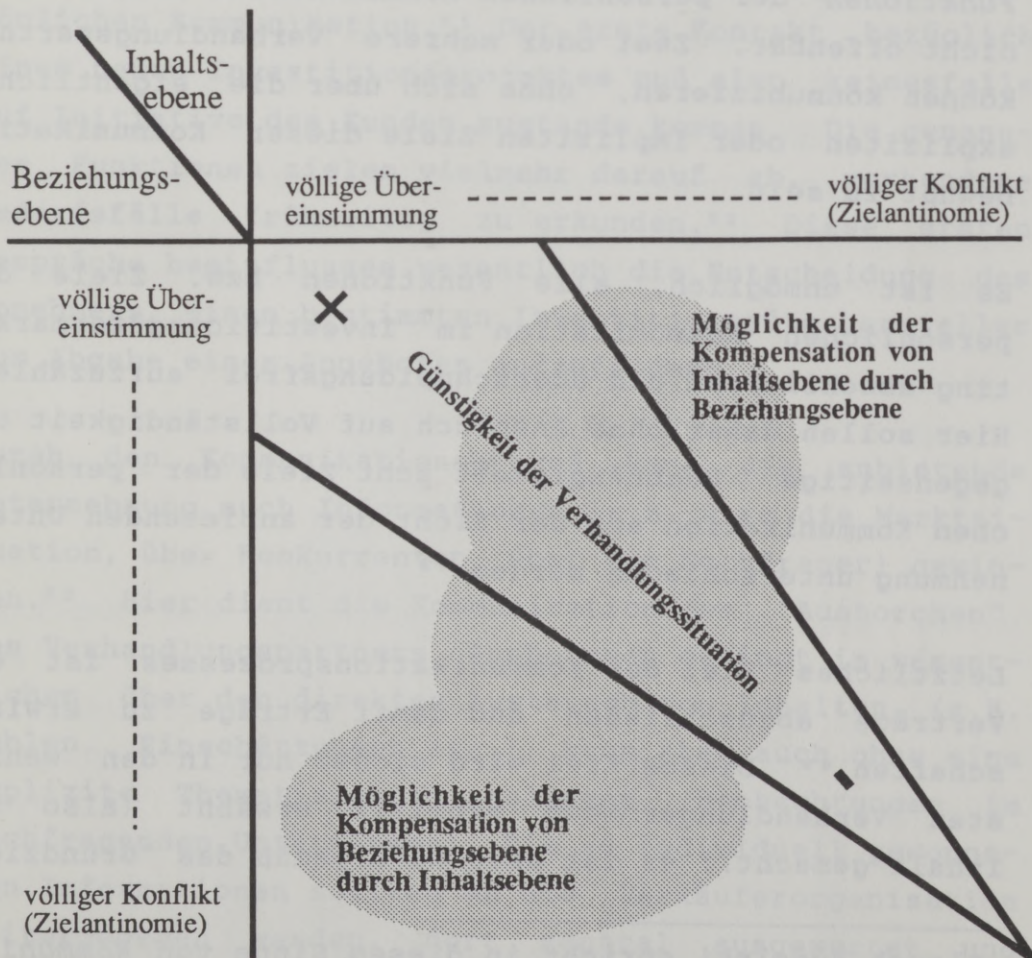 Inhalts-
ebene
Beziehungs-
ebene
völlige Über-
einstimmung
völliger Konflikt
(Zielantinomie)
völlige Über-
einstimmung
Möglichkeit der
Kompensation von
Inhaltsebene durch
Beziehungsebene
Günstigkeit der Verhandlungssituation
Möglichkeit der
Kompensation von
Beziehungsebene
durch Inhaltsebene
völliger Konflikt
(Zielantinomie)